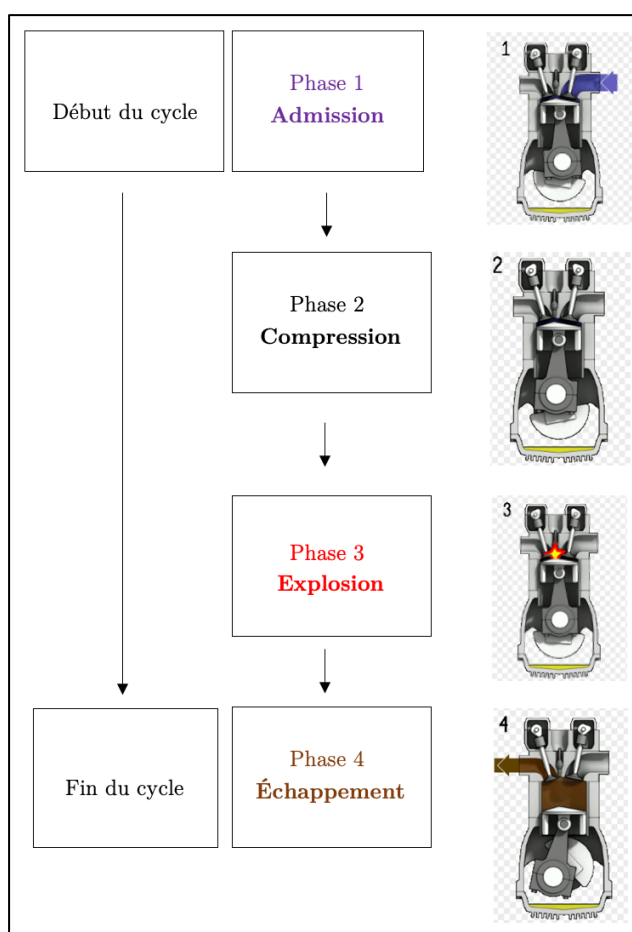 Début du cycle
Phase 1
Admission
1
2
Phase 2
Compression
3
Phase 3
Explosion
4
Fin du cycle
Phase 4
Échappement